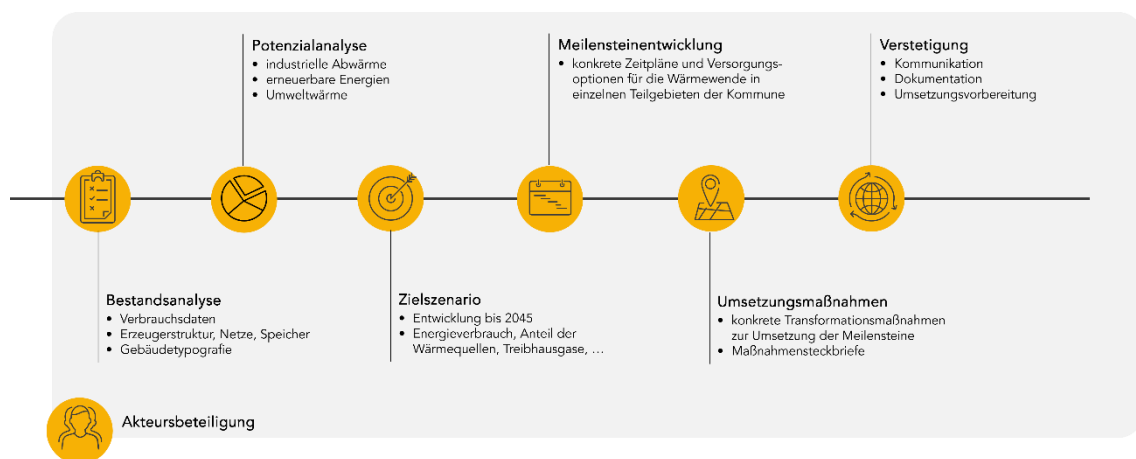 Potenzialanalyse
• industrielle Abwärme
• erneuerbare Energien
• Umweltwärme
Meilensteinentwicklung
• konkrete Zeitpläne und Versorgungs-
optionen für die Wärmewende in
einzelnen Teilgebieten der Kommune
Verstetigung
• Kommunikation
• Dokumentation
• Umsetzungsvorbereitung
Bestandsanalyse
• Verbrauchsdaten
• Erzeugerstruktur, Netze, Speicher
• Gebäudetypografie
Zielszenario
• Entwicklung bis 2045
• Energieverbrauch, Anteil der
Wärmequellen, Treibhausgase, …
Umsetzungsmaßnahmen
• konkrete Transformationsmaßnahmen
zur Umsetzung der Meilensteine
• Maßnahmensteckbriefe
Akteursbeteiligung